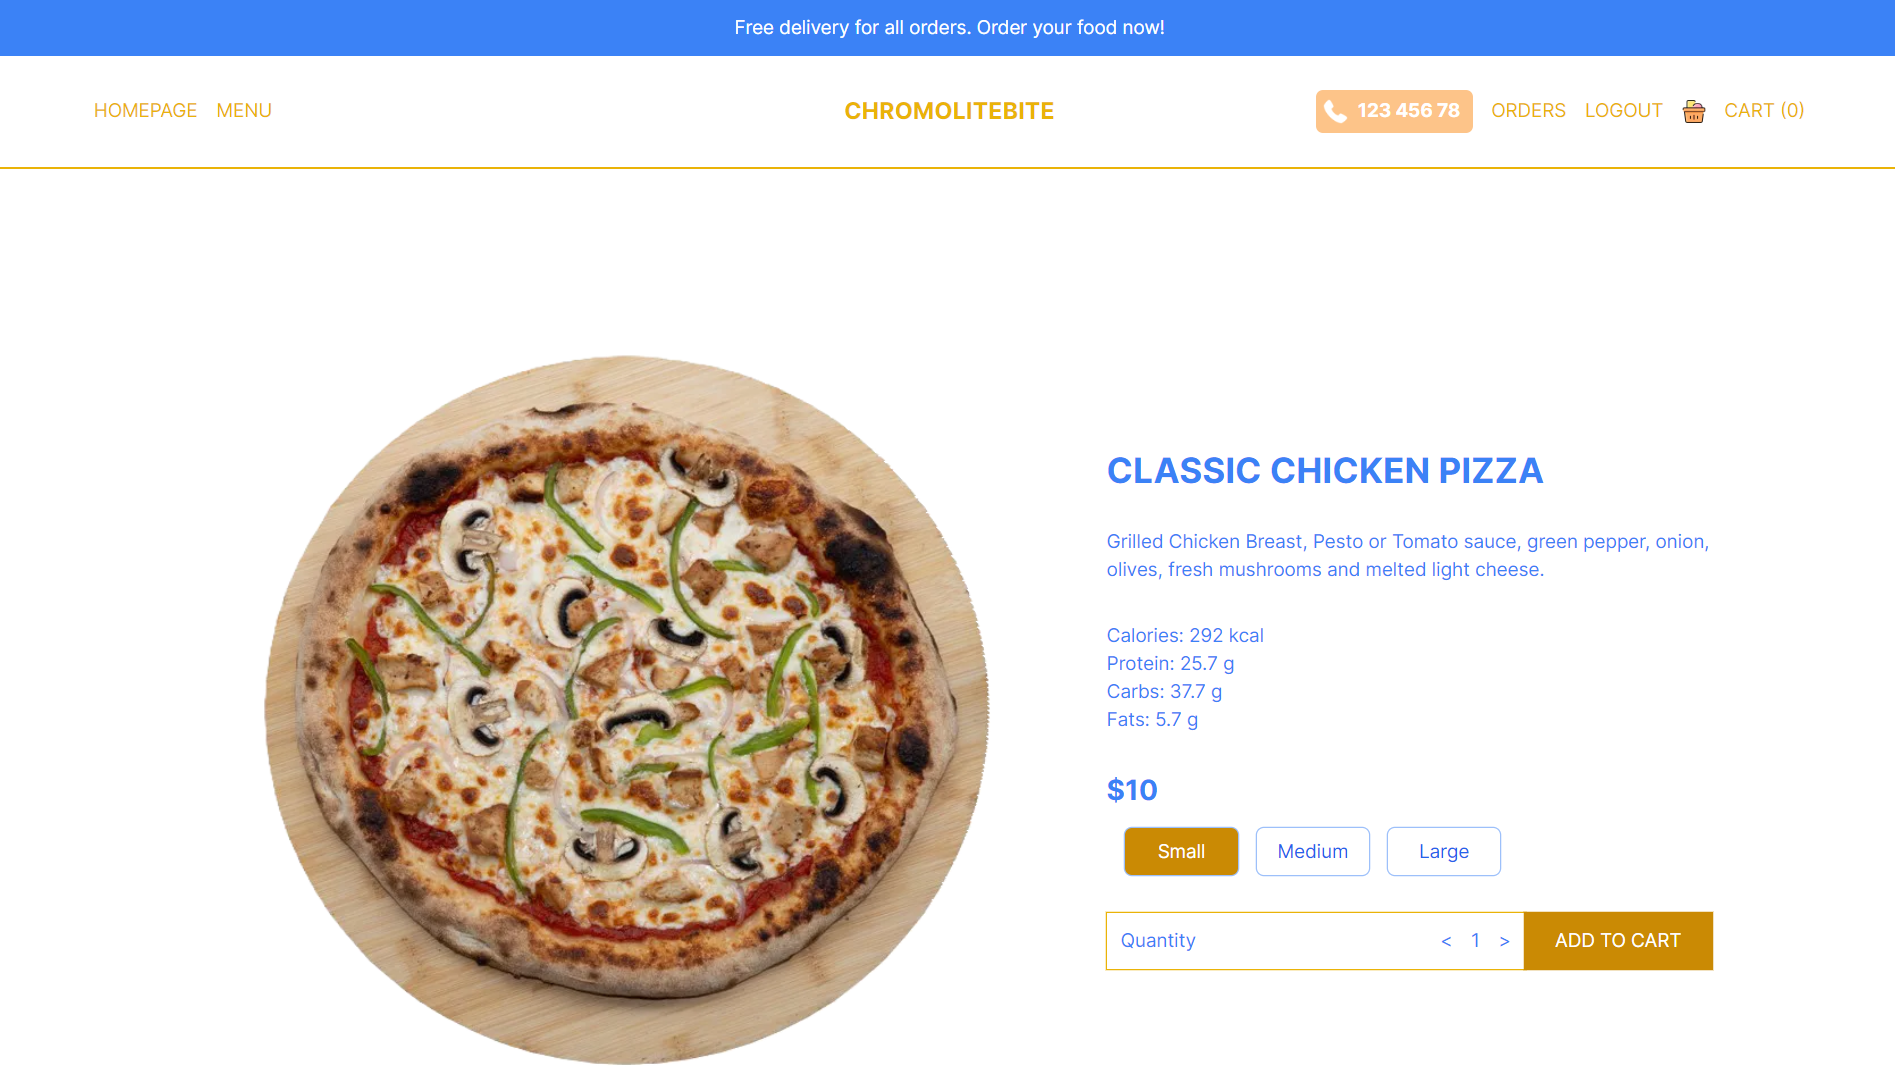 Free delivery for all orders. Order your food now!
HOMEPAGE MENU CHROMOLITEBITE 123 456 78 ORDERS LOGOUT CART (0)
CLASSIC CHICKEN PIZZA
Grilled Chicken Breast, Pesto or Tomato sauce, green pepper, onion,
olives, fresh mushrooms and melted light cheese.
Calories: 292 kcal
Protein: 25.7 g
Carbs: 37.7 g
Fats: 5.7 g
$10
Small Medium Large
Quantity < 1 > ADD TO CART